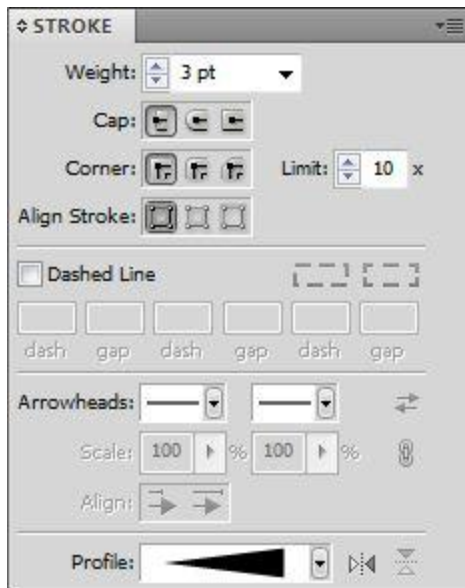 STROKE
Weight: 3 pt
Cap:
Corner: Limit: 10 x
Align Stroke:
Dashed Line
dash gap dash gap dash gap
Arrowheads:
Scale: 100 % 100 %
Align:
Profile: